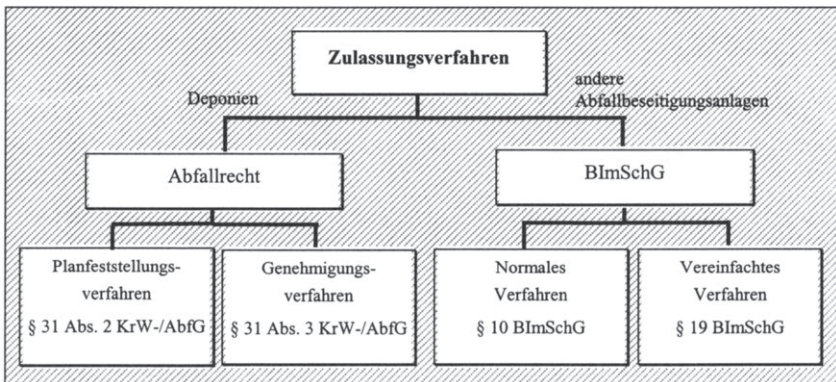 Zulassungsverfahren
Deponien
andere
Abfallbeseitigungsanlagen
Abfallrecht
BImSchG
Planfeststellungs-
verfahren
§ 31 Abs. 2 KrW-/AbfG
Genehmigungs-
verfahren
§ 31 Abs. 3 KrW-/AbfG
Normales
Verfahren
§ 10 BImSchG
Vereinfachtes
Verfahren
§ 19 BImSchG